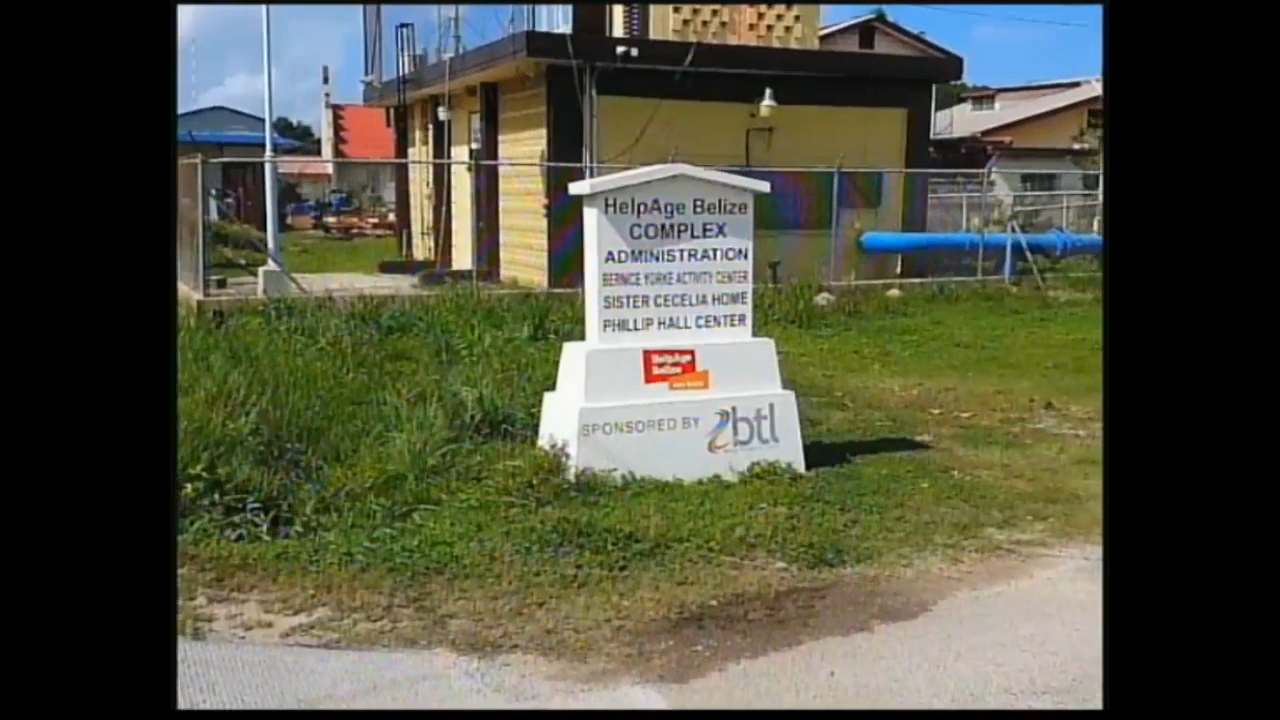 HelpAge Belize
COMPLEX
ADMINISTRATION
BERNICE YORKE ACTIVITY CENTER
SISTER CECELIA HOME
PHILLIP HALL CENTER
HelpAge
Belize
SPONSORED BY btl